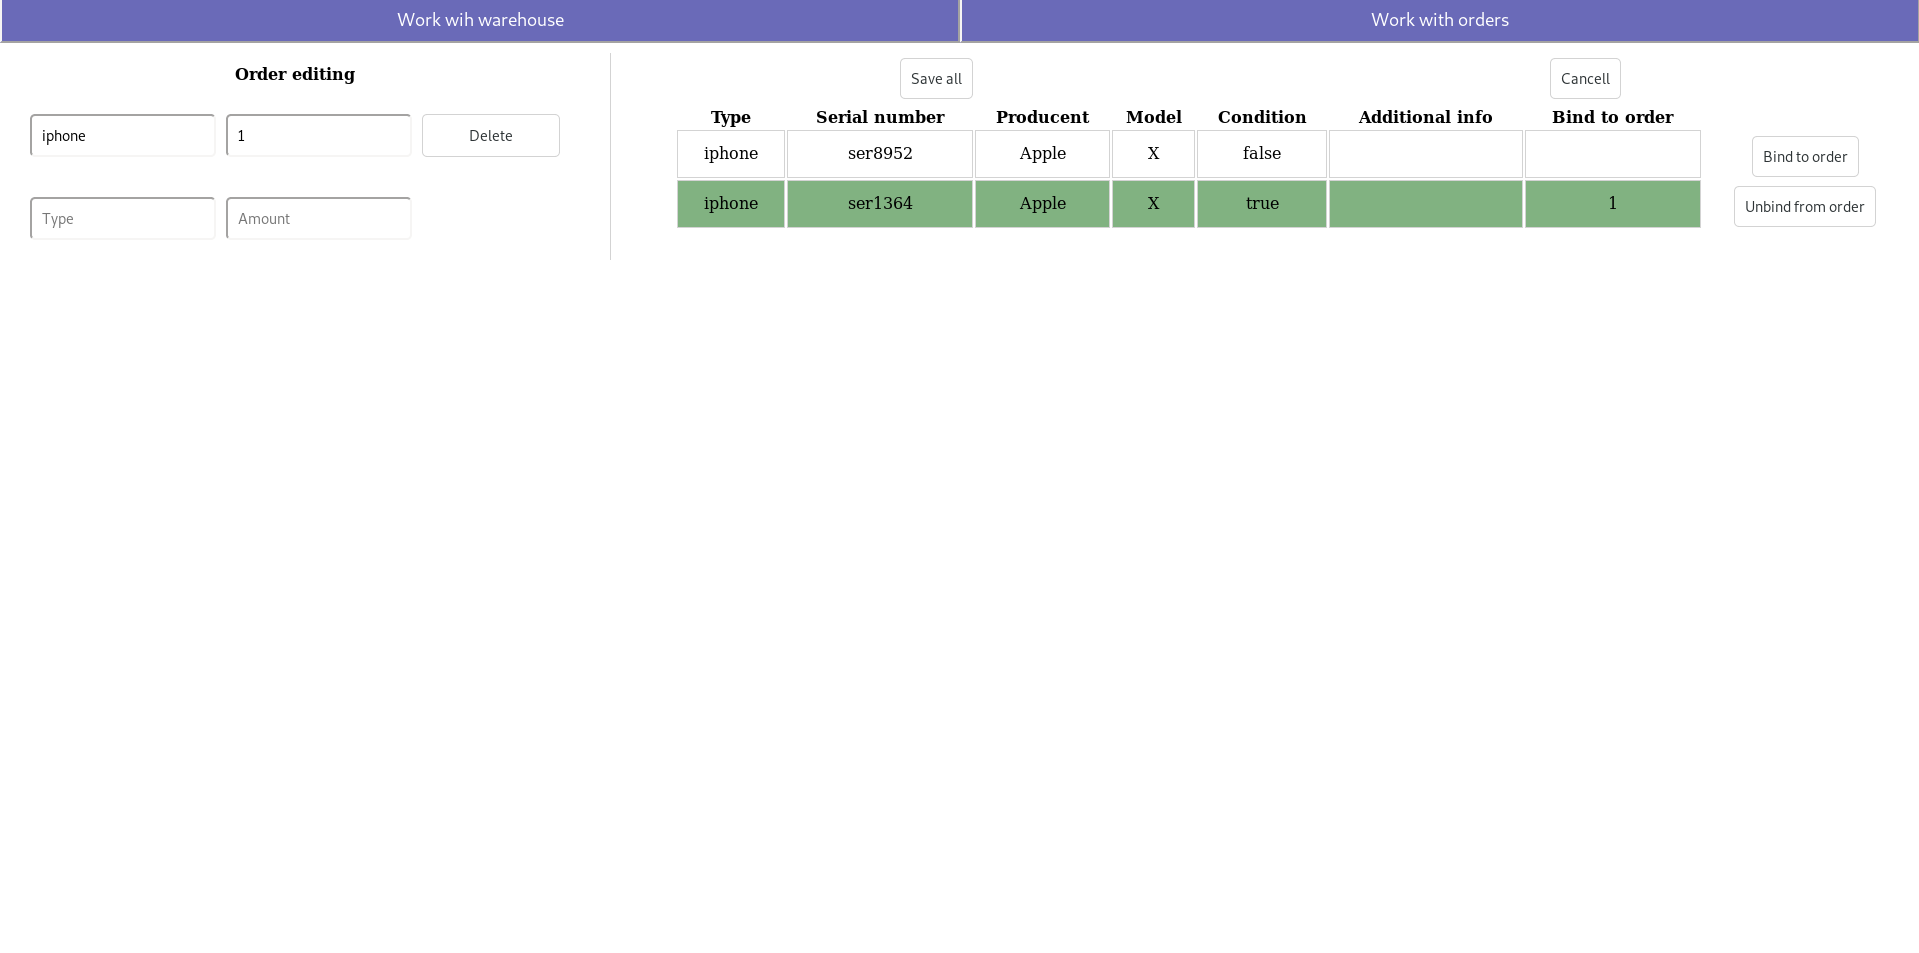 Work wih warehouse
Work with orders
Order editing
iphone 1 Delete
Type Amount
Save all Cancell
Type Serial number Producent Model Condition Additional info Bind to order
iphone ser8952 Apple X false Bind to order
iphone ser1364 Apple X true 1 Unbind from order